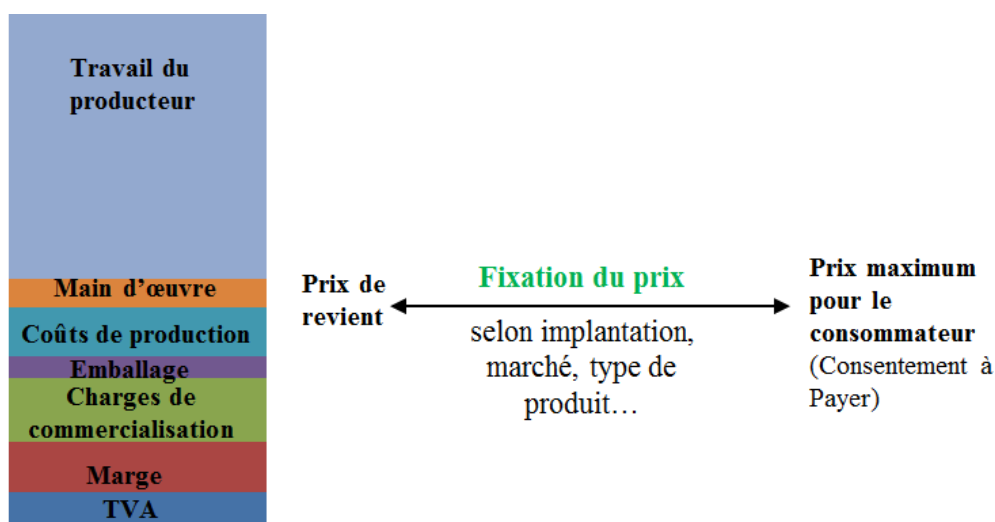 Travail du
producteur
Main d’œuvre
Coûts de production
Emballage
Charges de
commercialisation
Marge
TVA
Prix de
revient
Fixation du prix
selon implantation,
marché, type de
produit…
Prix maximum
pour le
consommateur
(Consentement à
Payer)